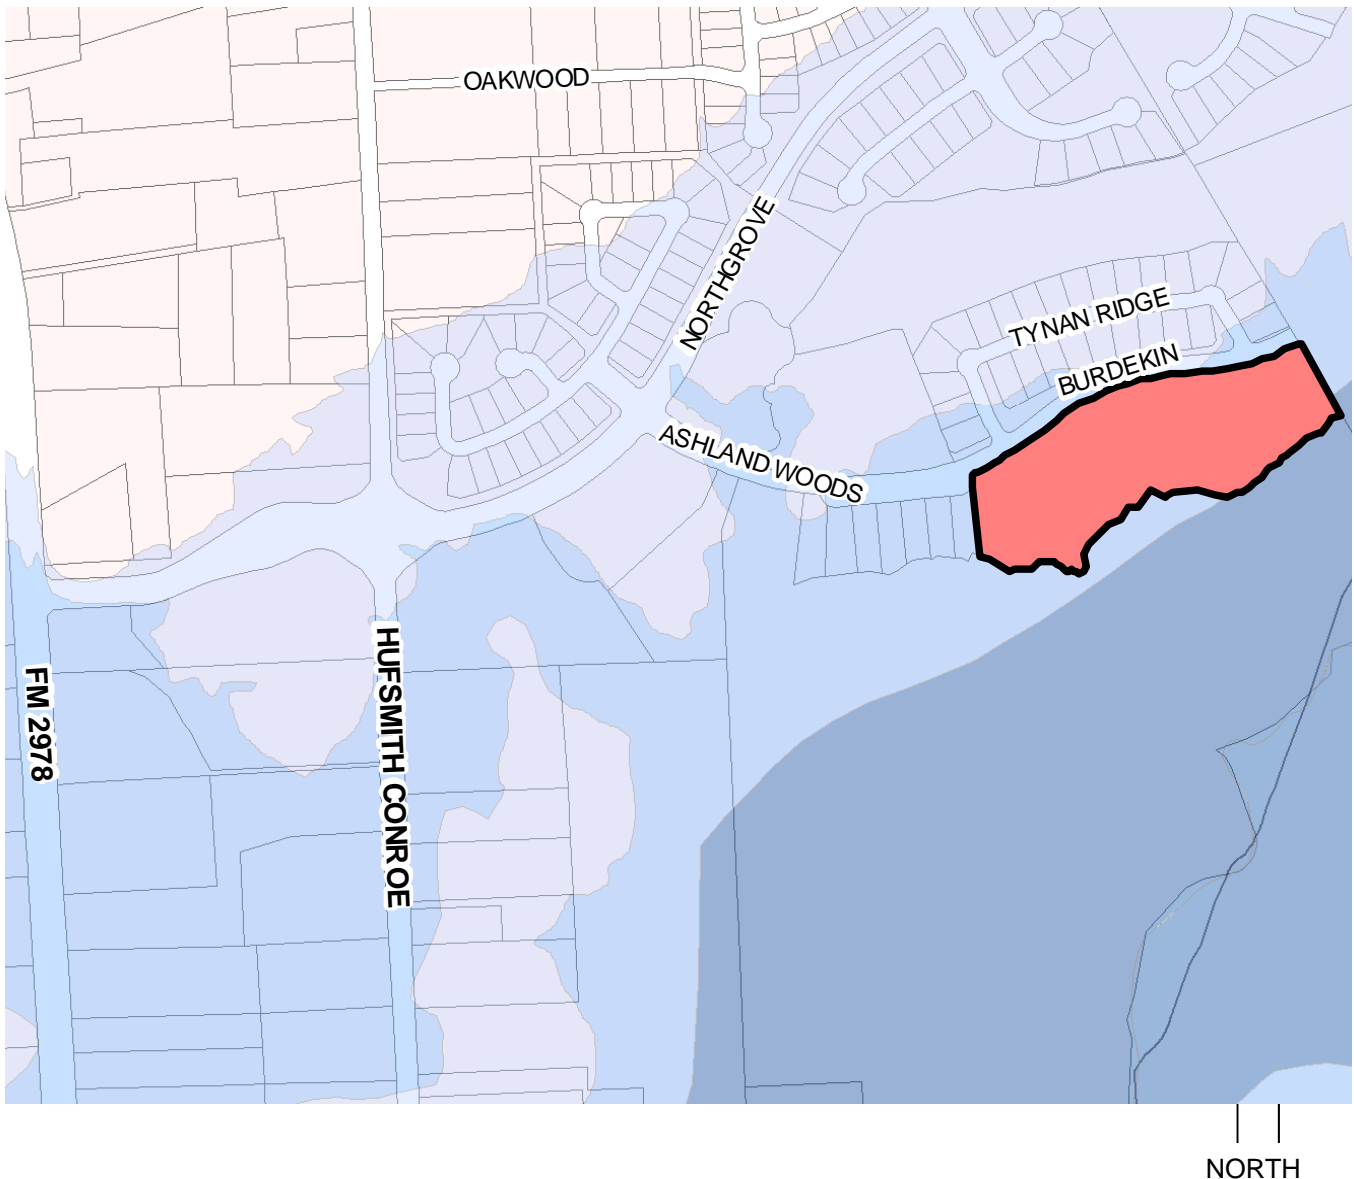 OAKWOOD
NORTHGROVE
TYNAN RIDGE
BURDEKIN
ASHLAND WOODS
FM 2978
HUFSMITH CONROE
NORTH